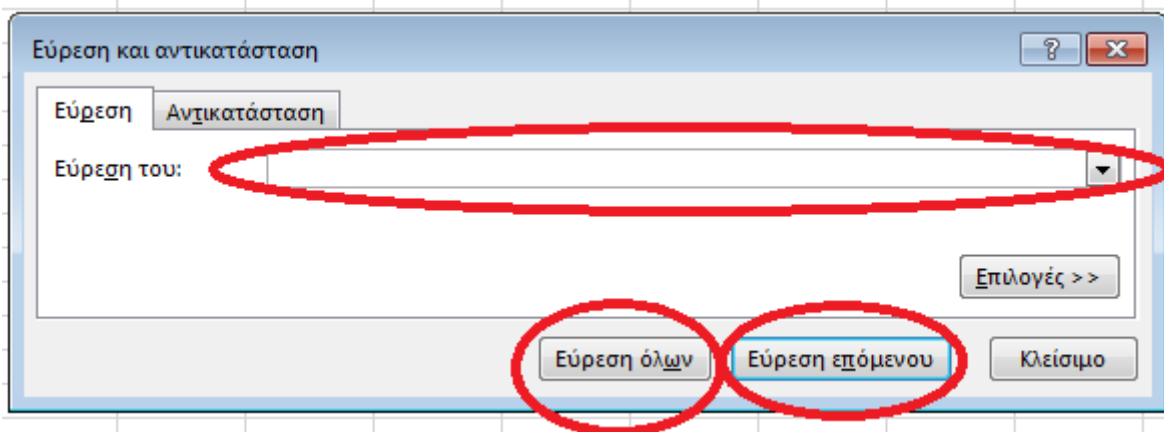 Εύρεση και αντικατάσταση
Εύρεση Αντικατάσταση
Εύρεση του:
Επιλογές >>
Εύρεση όλων Εύρεση επόμενου Κλείσιμο